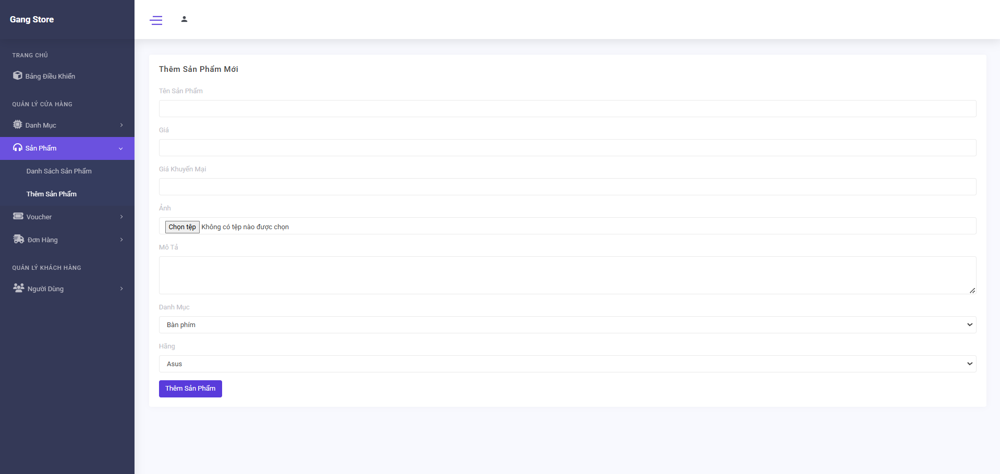 Gang Store
TRANG CHỦ
Bảng Điều Khiển
QUẢN LÝ CỬA HÀNG
Danh Mục
Sản Phẩm
Danh Sách Sản Phẩm
Thêm Sản Phẩm
Voucher
Đơn Hàng
QUẢN LÝ KHÁCH HÀNG
Người Dùng
Thêm Sản Phẩm Mới
Tên Sản Phẩm
Giá
Giá Khuyến Mại
Ảnh
Chọn tệp Không có tệp nào được chọn
Mô Tả
Danh Mục
Bàn phím
Hãng
Asus
Thêm Sản Phẩm